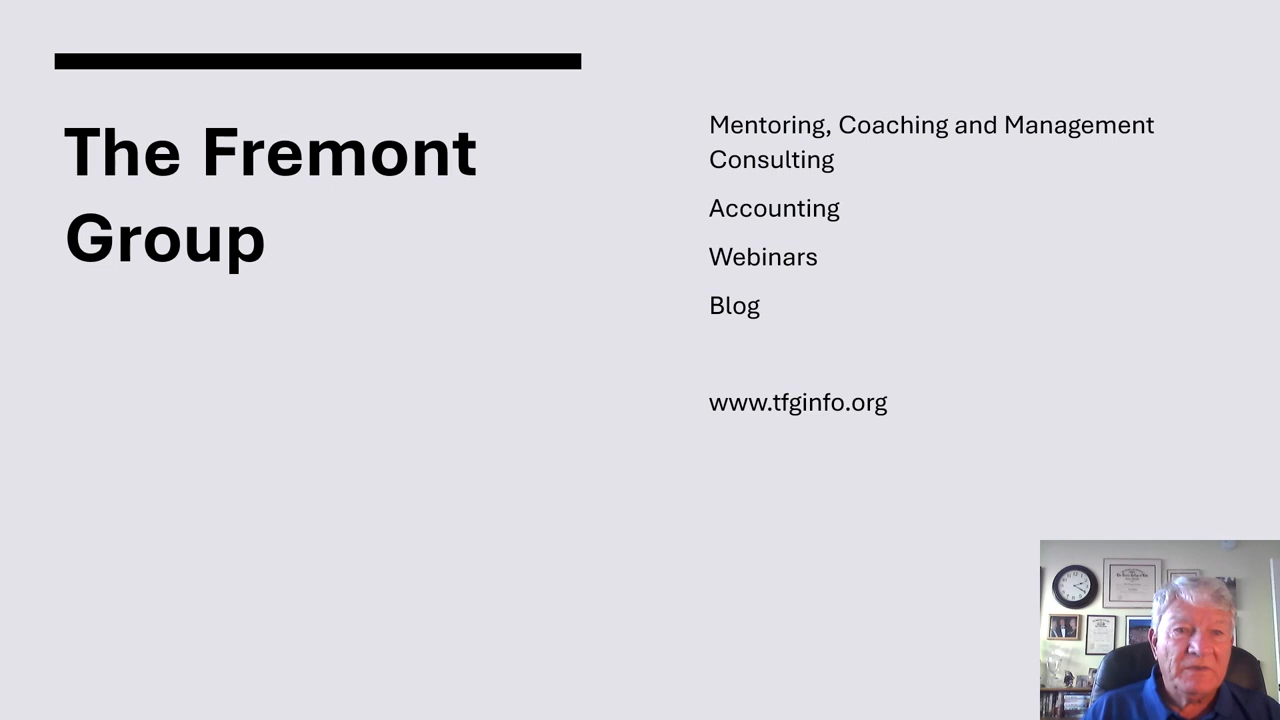 The Fremont
Group
Mentoring, Coaching and Management
Consulting
Accounting
Webinars
Blog
www.tfginfo.org